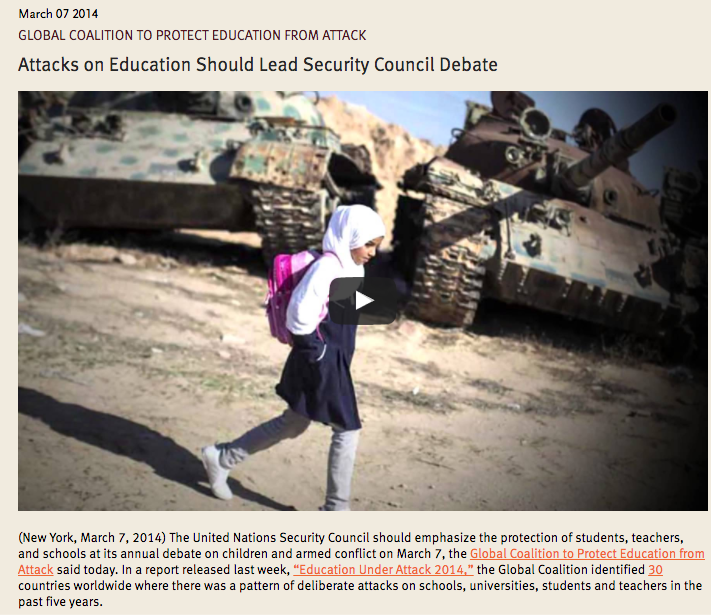 March 07 2014
GLOBAL COALITION TO PROTECT EDUCATION FROM ATTACK
Attacks on Education Should Lead Security Council Debate
(New York, March 7, 2014) The United Nations Security Council should emphasize the protection of students, teachers,
and schools at its annual debate on children and armed conflict on March 7, the Global Coalition to Protect Education from
Attack said today. In a report released last week, “Education Under Attack 2014,” the Global Coalition identified 30
countries worldwide where there was a pattern of deliberate attacks on schools, universities, students and teachers in the
past five years.